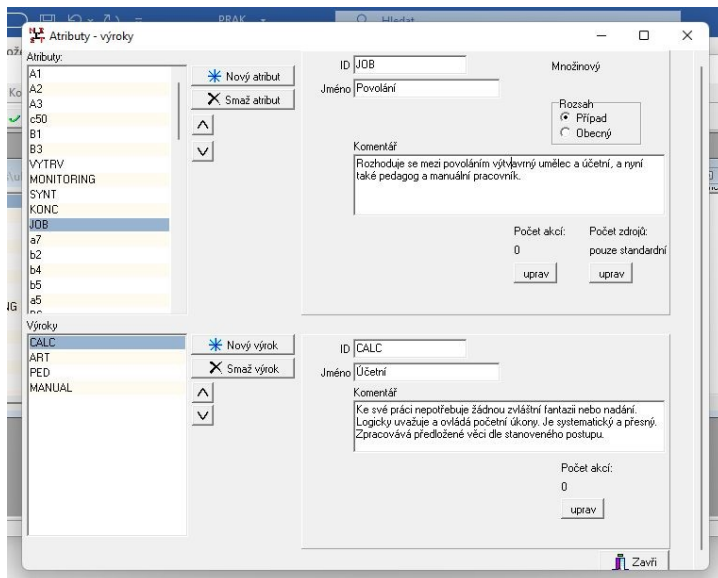 PRAK
Hledat
Atributy - výroky
Atributy:
A1
A2
A3
c50
B1
B3
VYTRV
MONITORING
SYNT
KONC
JOB
a7
b2
b4
b5
a5
Nový atribut
Smaž atribut
ID JOB
Množinový
Jméno Povolání
Rozsah
Případ
Obecný
Komentář
Rozhoduje se mezi povoláním výtvavrný umělec a účetní, a nyní
také pedagog a manuální pracovník.
Počet akcí: Počet zdrojů:
0 pouze standardní
uprav uprav
Výroky
CALC
ART
PED
MANUAL
Nový výrok
Smaž výrok
ID CALC
Jméno Účetní
Komentář
Ke své práci nepotřebuje žádnou zvláštní fantazii nebo nadání.
Logicky uvažuje a ovládá početní úkony. Je systematický a přesný.
Zpracovává předložené věci dle stanoveného postupu.
Počet akcí:
0
uprav
Zavři